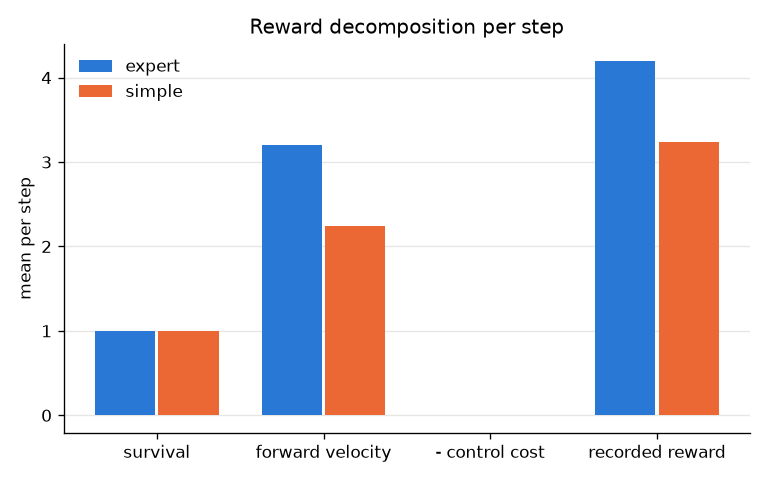 Reward decomposition per step
expert
simple
mean per step
4
3
2
1
0
survival
forward velocity
- control cost
recorded reward